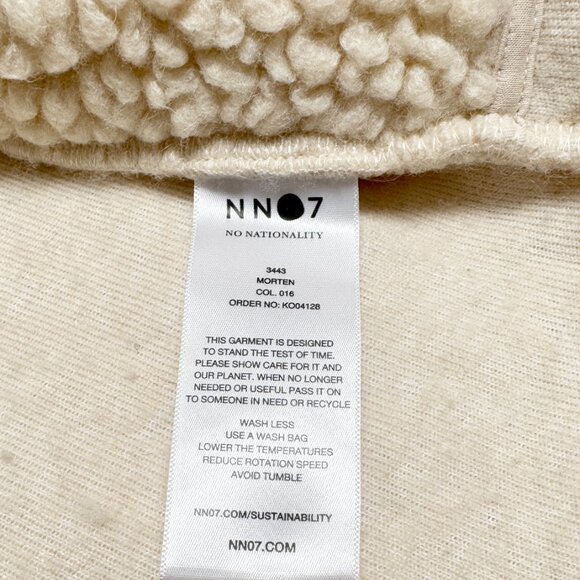 NN07
NO NATIONALITY
3443
MORTEN
COL. 016
ORDER NO: KO04128
THIS GARMENT IS DESIGNED
TO STAND THE TEST OF TIME.
PLEASE SHOW CARE FOR IT AND
OUR PLANET. WHEN NO LONGER
NEEDED OR USEFUL PASS IT ON
TO SOMEONE IN NEED OR RECYCLE
WASH LESS
USE A WASH BAG
LOWER THE TEMPERATURES
REDUCE ROTATION SPEED
AVOID TUMBLE
NN07.COM/SUSTAINABILITY
NN07.COM